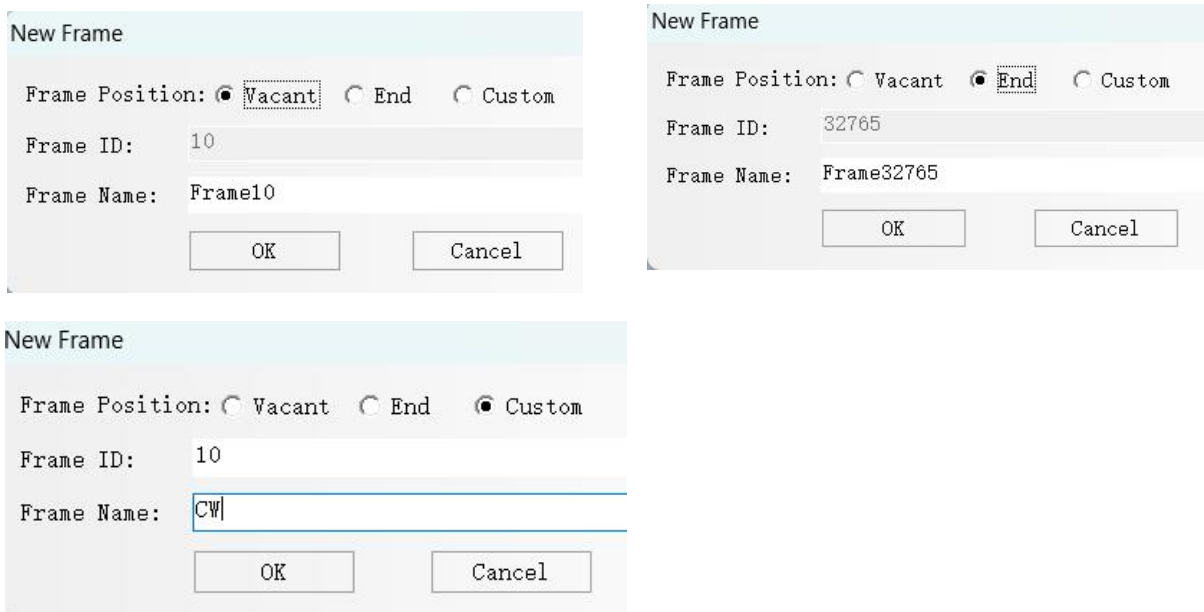 New Frame
Frame Position: Vacant End Custom
Frame ID: 10
Frame Name: Frame10
OK Cancel
New Frame
Frame Position: Vacant End Custom
Frame ID: 32765
Frame Name: Frame32765
OK Cancel
New Frame
Frame Position: Vacant End Custom
Frame ID: 10
Frame Name: CW
OK Cancel